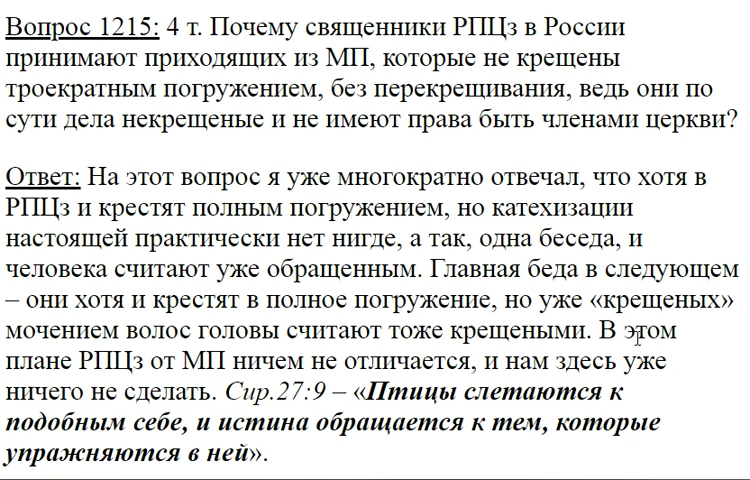 Вопрос 1215: 4 т. Почему священники РПЦз в России
принимают приходящих из МП, которые не крещены
троекратным погружением, без перекрещивания, ведь они по
сути дела некрещеные и не имеют права быть членами церкви?
Ответ: На этот вопрос я уже многократно отвечал, что хотя в
РПЦз и крестят полным погружением, но катехизации
настоящей практически нет нигде, а так, одна беседа, и
человека считают уже обращенным. Главная беда в следующем
– они хотя и крестят в полное погружение, но уже «крещеных»
мочением волос головы считают тоже крещеными. В этом
плане РПЦз от МП ничем не отличается, и нам здесь уже
ничего не сделать. Сир.27:9 – «Птицы слетаются к
подобным себе, и истина обращается к тем, которые
упражняются в ней».